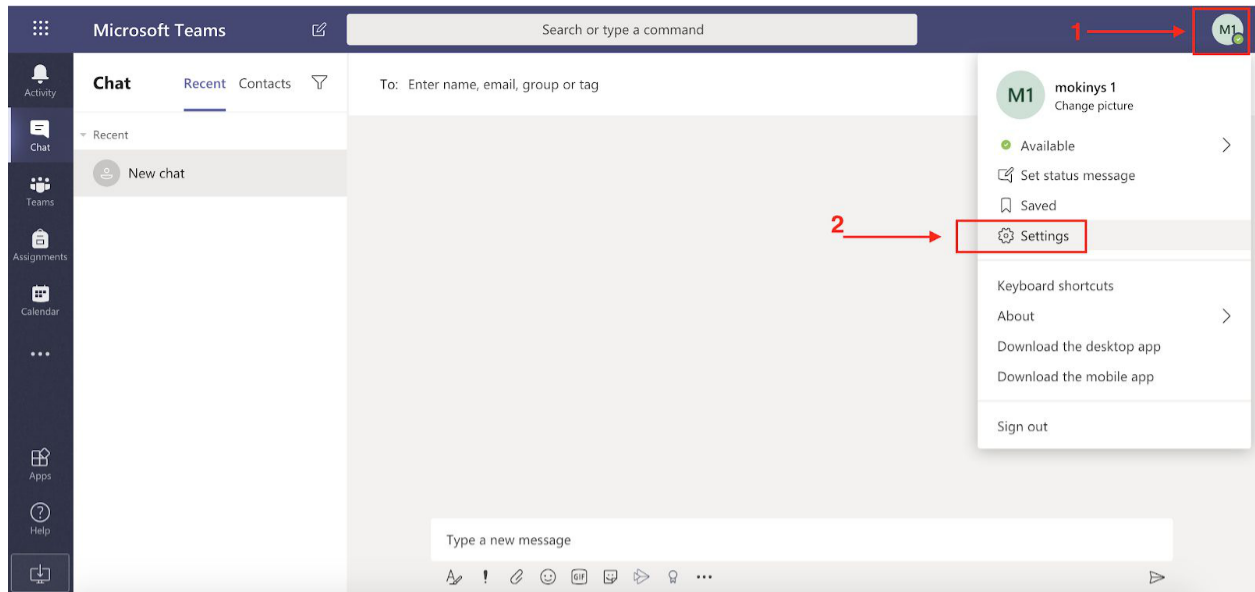 Microsoft Teams
Search or type a command
1
M1
Activity
Chat
Teams
Assignments
Calendar
Apps
Help
Chat
Recent
Contacts
Recent
New chat
To: Enter name, email, group or tag
M1
mokinys 1
Change picture
Available
Set status message
Saved
2
Settings
Keyboard shortcuts
About
Download the desktop app
Download the mobile app
Sign out
Type a new message
GIF